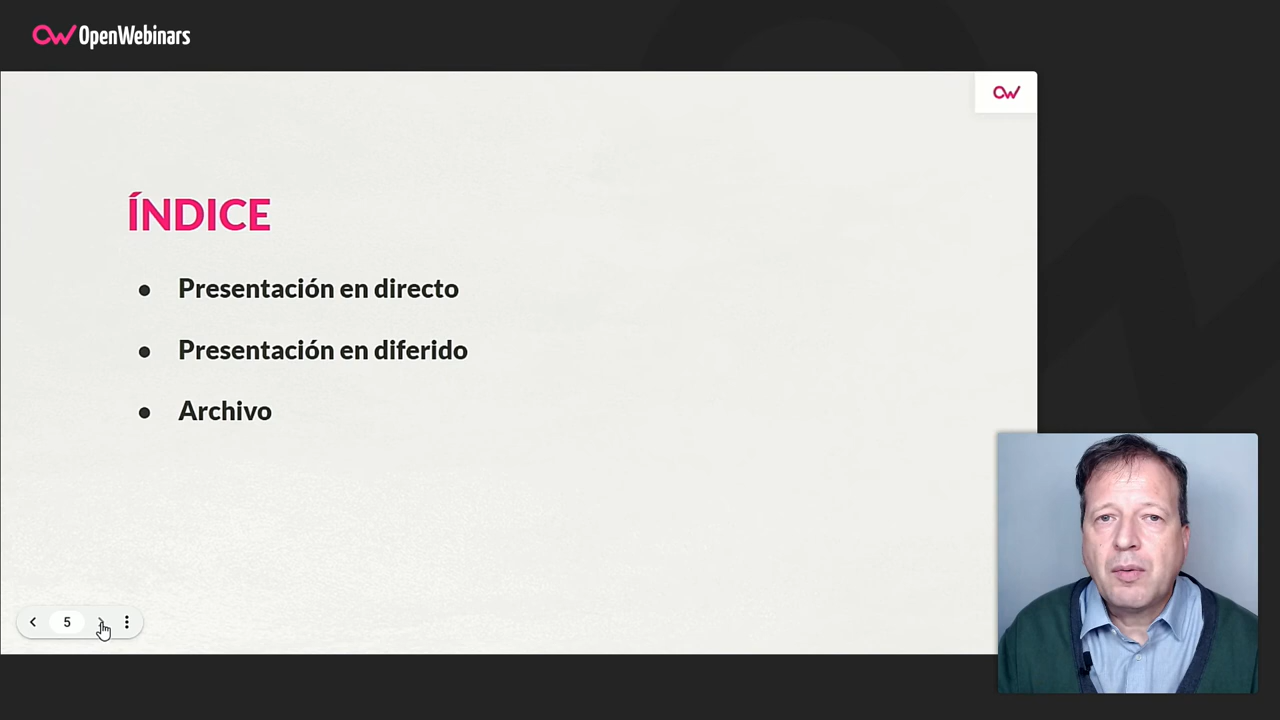 OpenWebinars
ÍNDICE
● Presentación en directo
● Presentación en diferido
● Archivo
5